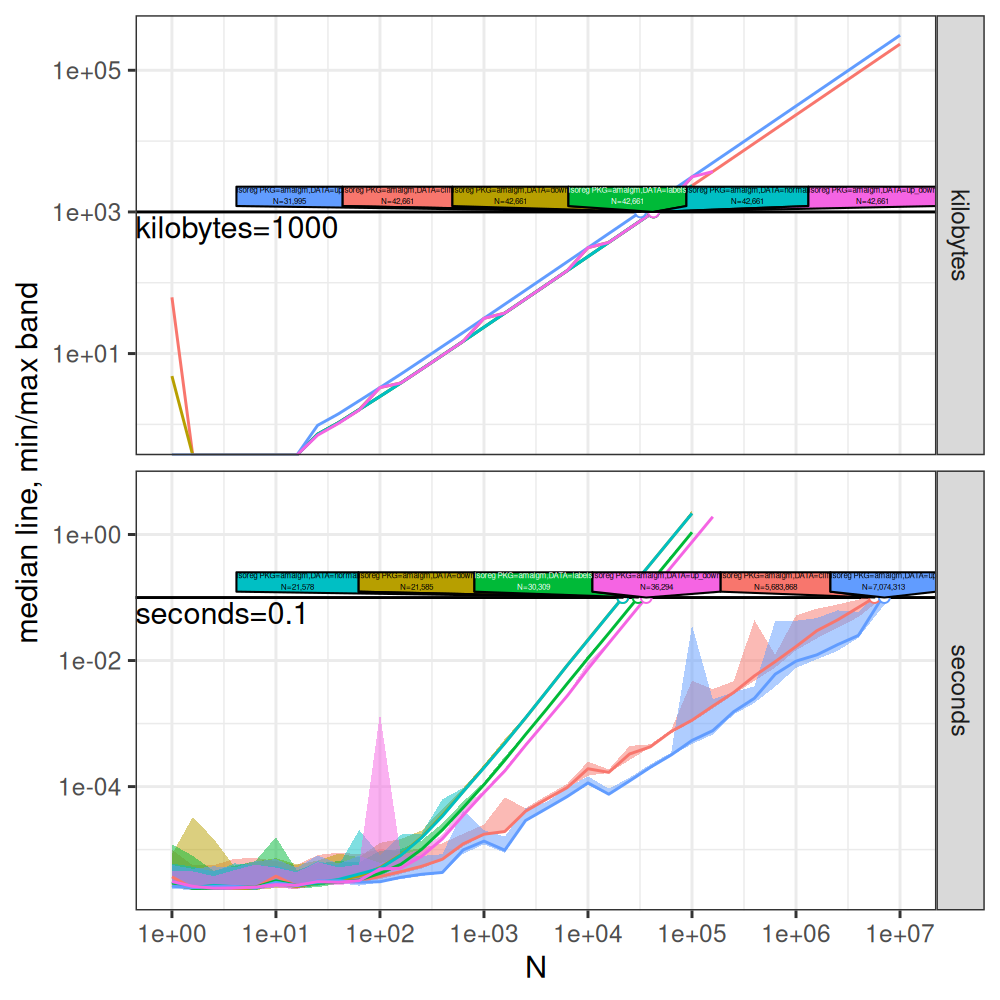 1e+05
1e+03
1e+01
kilobytes
kilobytes=1000
N=31,995
N=42,661
N=42,661
N=42,661
N=42,661
N=42,661
median line, min/max band
1e+00
1e-02
1e-04
seconds
seconds=0.1
N=21,578
N=21,585
N=30,309
N=36,294
N=5,683,868
N=7,074,313
1e+00 1e+01 1e+02 1e+03 1e+04 1e+05 1e+06 1e+07
N